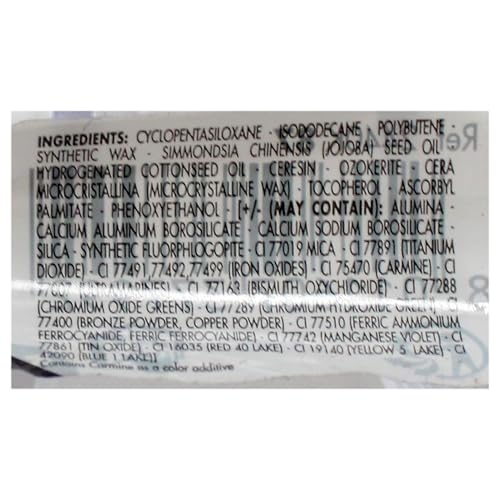 INGREDIENTS: CYCLOPENTASILOXANE - ISODODECANE - POLYBUTENE -
SYNTHETIC WAX - SIMMONDSIA CHINENSIS (JOJOBA) SEED OIL
HYDROGENATED COTTONSEED OIL - CERESIN - OZOKERITE - CERA
MICROCRISTALLINA (MICROCRYSTALLINE WAX) - TOCOPHEROL - ASCORBYL
PALMITATE - PHENOXYETHANOL - [+/- (MAY CONTAIN): ALUMINA -
CALCIUM ALUMINUM BOROSILICATE - CALCIUM SODIUM BOROSILICATE -
SILICA - SYNTHETIC FLUORPHLOGOPITE - CI 77019 MICA - CI 77891 (TITANIUM
DIOXIDE) - CI 77491,77492,77499 (IRON OXIDES) - CI 75470 (CARMINE) - CI
77007 (ULTRAMARINES) - CI 77163 (BISMUTH OXYCHLORIDE) - CI 77288
(CHROMIUM OXIDE GREENS) - CI 77289 (CHROMIUM HYDROXIDE GREEN) - CI
77400 (BRONZE POWDER, COPPER POWDER) - CI 77510 (FERRIC AMMONIUM
FERROCYANIDE, FERRIC FERROCYANIDE) - CI 77742 (MANGANESE VIOLET) - CI
77861 (TIN OXIDE) - CI 16035 (RED 40 LAKE) - CI 19140 (YELLOW 5 LAKE) - CI
42090 (BLUE 1 LAKE)]
Contains Carmine as a color additive